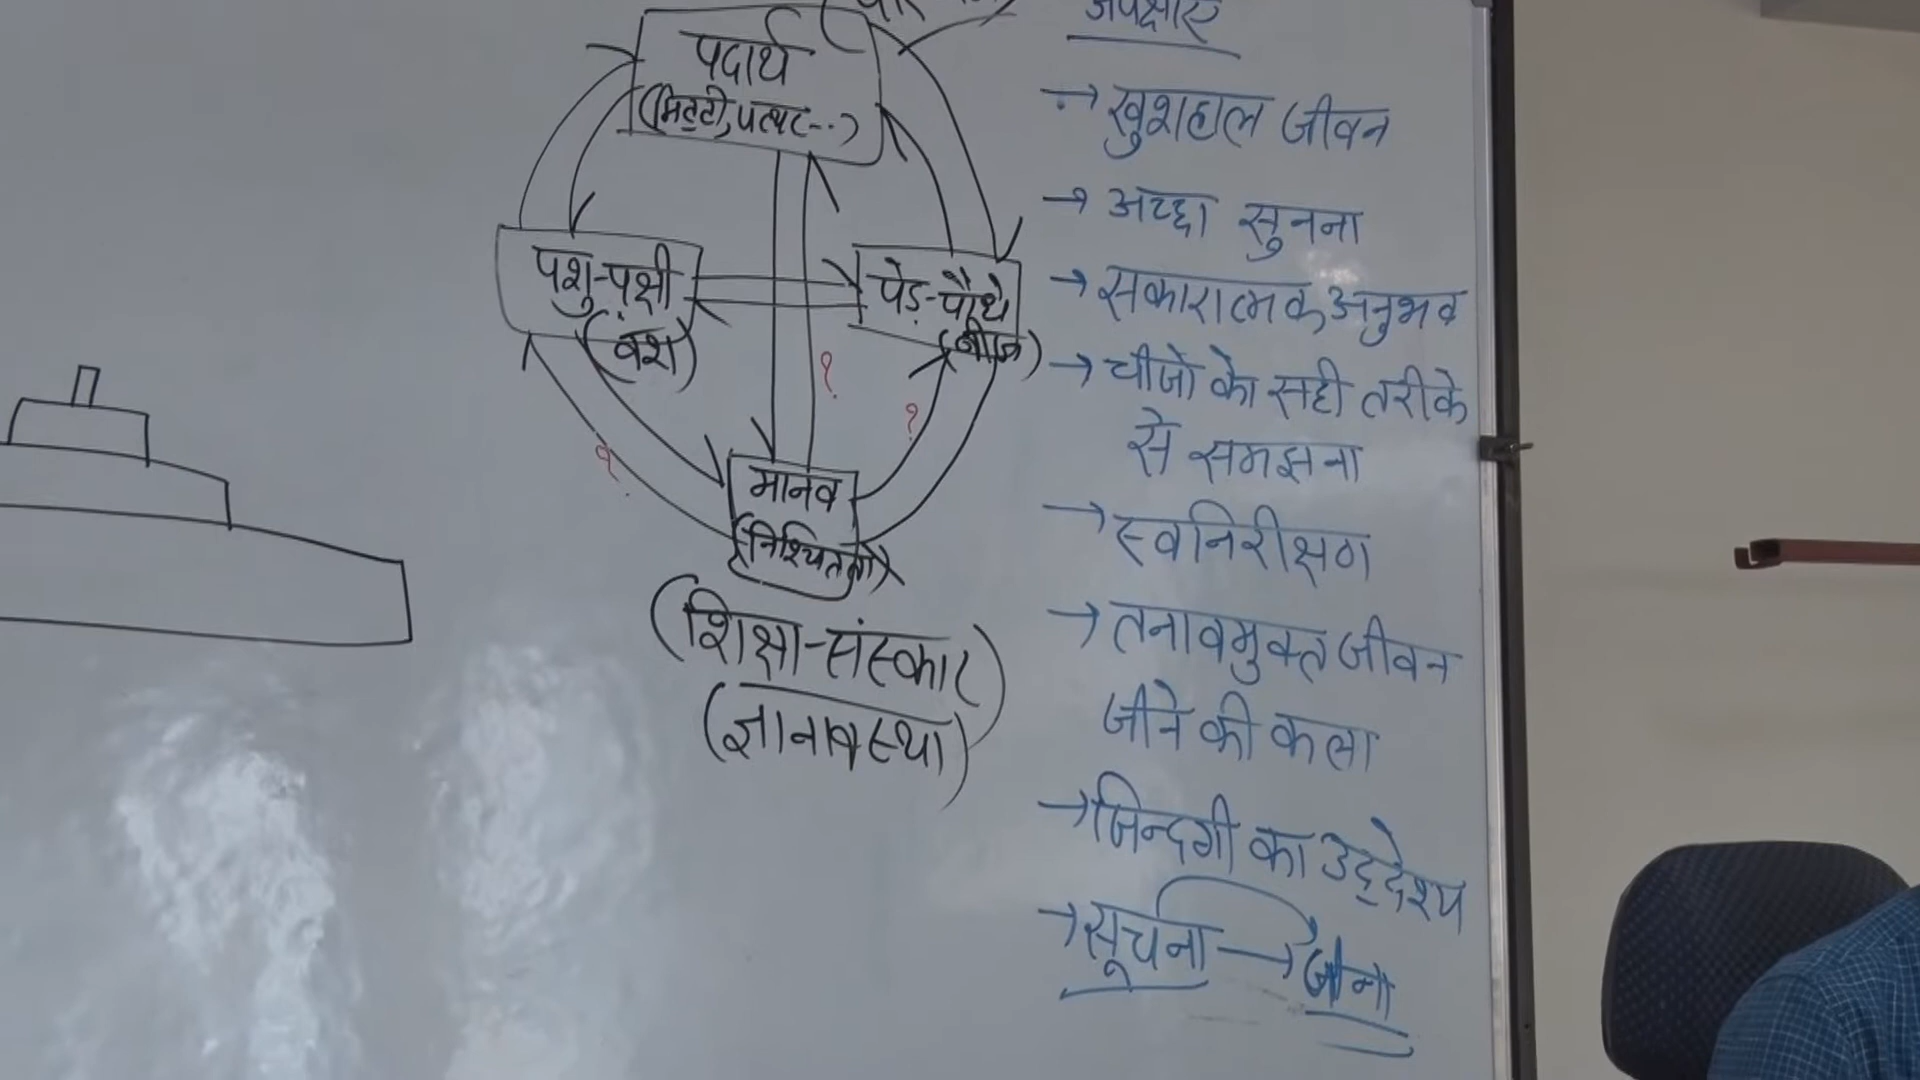 पदार्थ
(मिट्टी, पत्थर--)
पशु-पक्षी
(वंश)
पेड़-पौधे
(बीज)
?
?
?
मानव
(निश्चितता)
(शिक्षा-संस्कार)
(ज्ञानावस्था)
→ खुशहाल जीवन
→ अच्छा सुनना
→ सकारात्मक अनुभव
→ चीजो को सही तरीके
से समझना
→ स्वनिरीक्षण
→ तनावमुक्त जीवन
जीने की कला
→ जिन्दगी का उद्देश्य
→ सूचना →